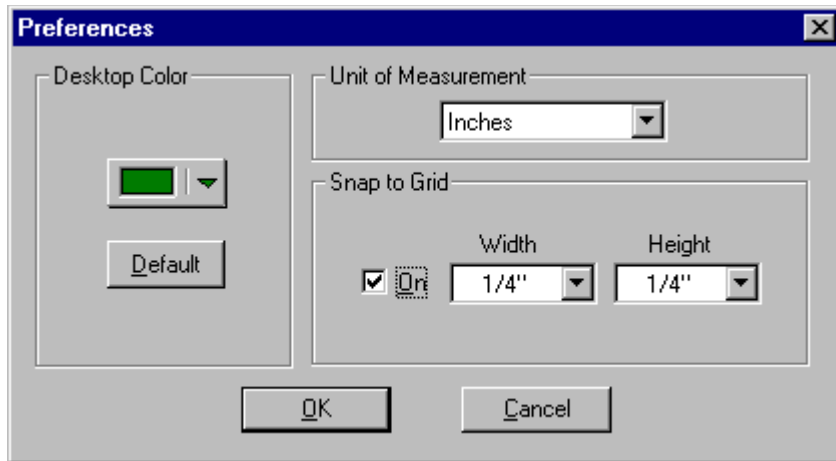 Preferences
Desktop Color
Default
Unit of Measurement
Inches
Snap to Grid
Width Height
On 1/4" 1/4"
OK Cancel